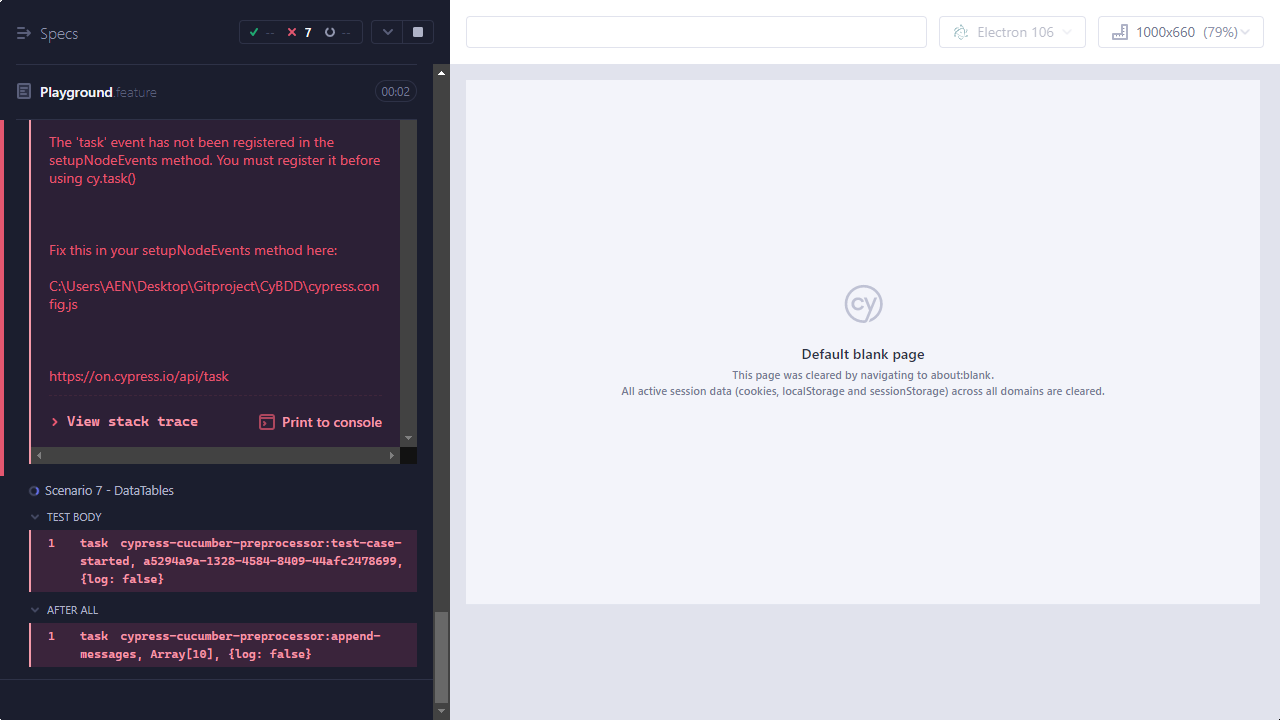 Specs
-- 7 --
Electron 106
1000x660 (79%)
Playground.feature
00:02
The 'task' event has not been registered in the
setupNodeEvents method. You must register it before
using cy.task()
Fix this in your setupNodeEvents method here:
C:\Users\AEN\Desktop\Gitproject\CyBDD\cypress.con
fig.js
https://on.cypress.io/api/task
View stack trace
Print to console
Scenario 7 - DataTables
TEST BODY
1 task cypress-cucumber-preprocessor:test-case-
started, a5294a9a-1328-4584-8409-44afc2478699,
{log: false}
AFTER ALL
1 task cypress-cucumber-preprocessor:append-
messages, Array[10], {log: false}
cy
Default blank page
This page was cleared by navigating to about:blank.
All active session data (cookies, localStorage and sessionStorage) across all domains are cleared.